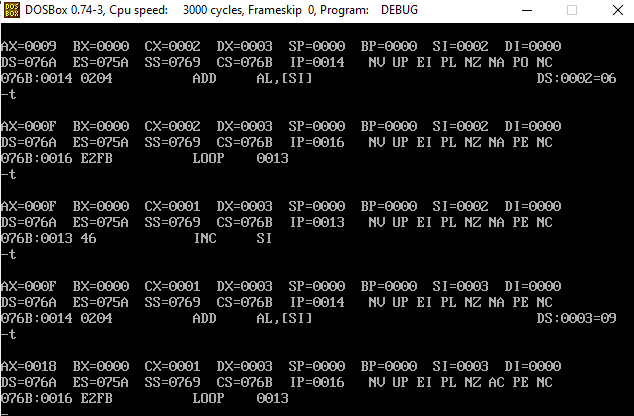 DOSBox 0.74-3, Cpu speed:    3000 cycles, Frameskip  0, Program:    DEBUG
AX=0009  BX=0000  CX=0002  DX=0003  SP=0000  BP=0000  SI=0002  DI=0000
DS=076A  ES=075A  SS=0769  CS=076B  IP=0014   NV UP EI PL NZ NA PO NC
076B:0014 0204          ADD     AL,[SI]                            DS:0002=06
-t
AX=000F  BX=0000  CX=0002  DX=0003  SP=0000  BP=0000  SI=0002  DI=0000
DS=076A  ES=075A  SS=0769  CS=076B  IP=0016   NV UP EI PL NZ NA PE NC
076B:0016 E2FB          LOOP    0013
-t
AX=000F  BX=0000  CX=0001  DX=0003  SP=0000  BP=0000  SI=0002  DI=0000
DS=076A  ES=075A  SS=0769  CS=076B  IP=0013   NV UP EI PL NZ NA PE NC
076B:0013 46            INC     SI
-t
AX=000F  BX=0000  CX=0001  DX=0003  SP=0000  BP=0000  SI=0003  DI=0000
DS=076A  ES=075A  SS=0769  CS=076B  IP=0014   NV UP EI PL NZ NA PE NC
076B:0014 0204          ADD     AL,[SI]                            DS:0003=09
-t
AX=0018  BX=0000  CX=0001  DX=0003  SP=0000  BP=0000  SI=0003  DI=0000
DS=076A  ES=075A  SS=0769  CS=076B  IP=0016   NV UP EI PL NZ AC PE NC
076B:0016 E2FB          LOOP    0013